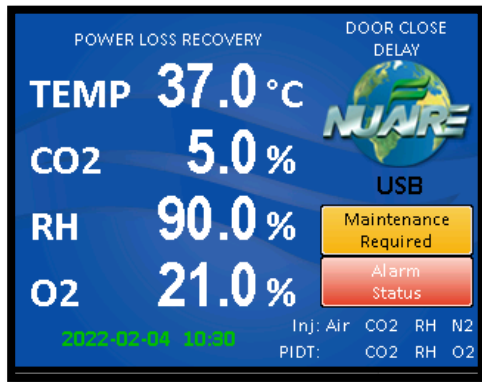 POWER LOSS RECOVERY
DOOR CLOSE
DELAY
TEMP 37.0 °C
NUAIRE
CO2 5.0 %
USB
RH 90.0 %
Maintenance
Required
O2 21.0 %
Alarm
Status
2022-02-04 10:30
Inj: Air CO2 RH N2
PIDT: CO2 RH O2